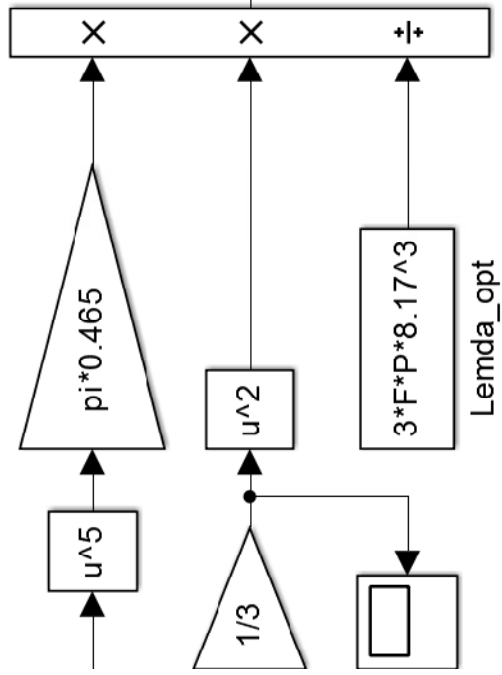 × × ÷
pi*0.465
u^2
3*F*P*8.17^3
Lemda_opt
u^5
1/3